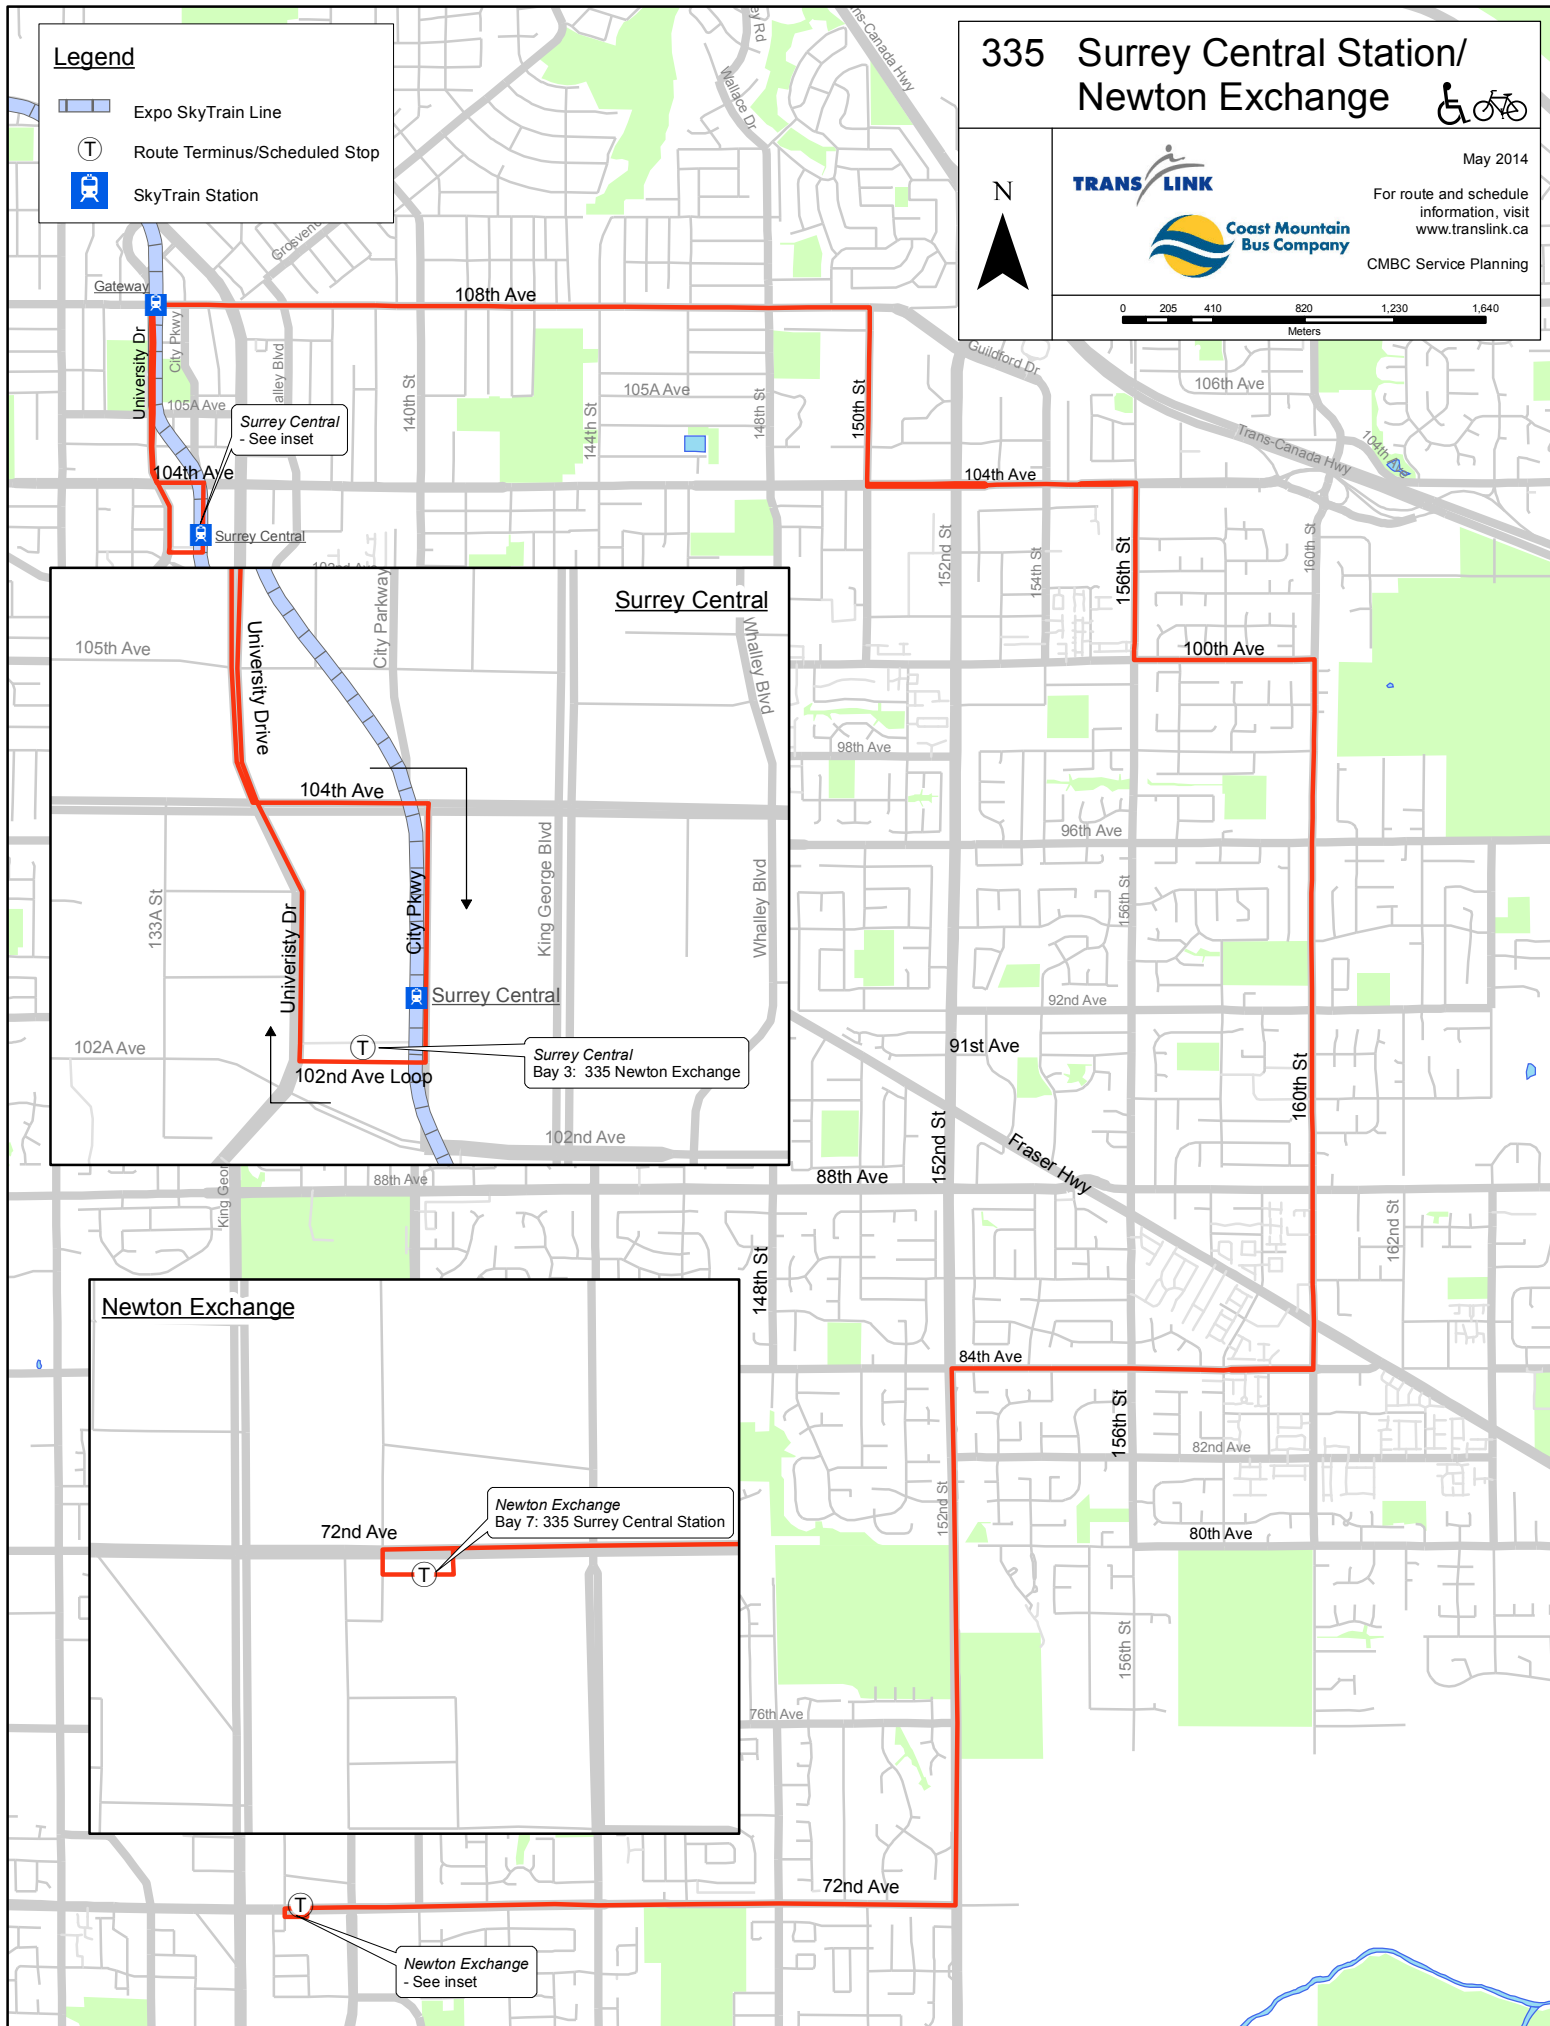 Legend
Expo SkyTrain Line
T
Route Terminus/Scheduled Stop
SkyTrain Station
335 Surrey Central Station/
Newton Exchange
N
TRANS LINK
Coast Mountain
Bus Company
May 2014
For route and schedule
information, visit
www.translink.ca
CMBC Service Planning
0 205 410 820 1,230 1,640
Meters
Wallace Dr
Trans-Canada Hwy
Gateway
108th Ave
University Dr
City Pkwy
105A Ave
140th St
144th St
105A Ave
148th St
150th St
Guildford Dr
106th Ave
104th
Trans-Canada Hwy
Surrey Central
- See inset
104th Ave
104th Ave
Surrey Central
152nd St
154th St
156th St
160th St
100th Ave
98th Ave
96th Ave
156th St
92nd Ave
91st Ave
160th St
152nd St
Fraser Hwy
88th Ave
88th Ave
162nd St
148th St
84th Ave
156th St
82nd Ave
152nd St
80th Ave
156th St
76th Ave
72nd Ave
T
Newton Exchange
- See inset
Surrey Central
105th Ave
University Drive
City Parkway
Whalley Blvd
104th Ave
133A St
Univeristy Dr
City Pkwy
King George Blvd
Whalley Blvd
Surrey Central
T
Surrey Central
Bay 3: 335 Newton Exchange
102A Ave
102nd Ave Loop
102nd Ave
Newton Exchange
72nd Ave
Newton Exchange
Bay 7: 335 Surrey Central Station
T